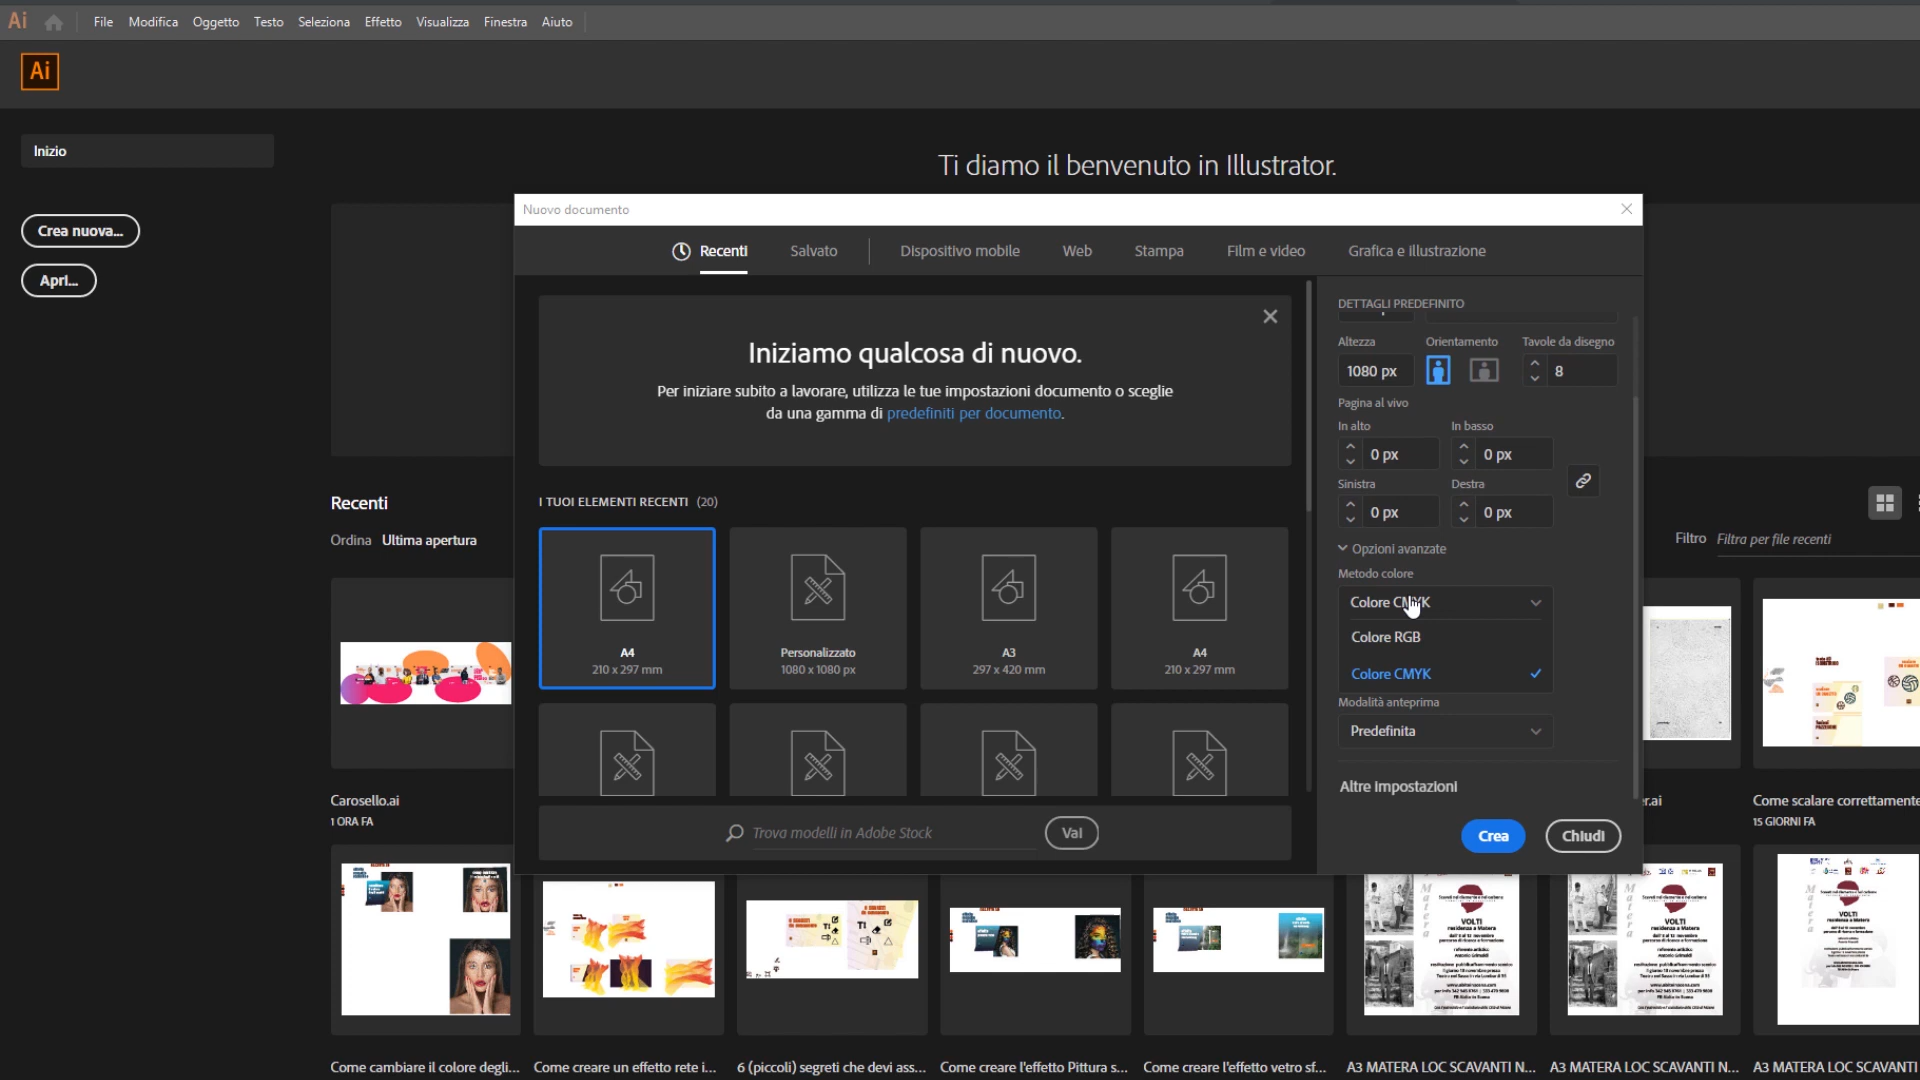 Ai File Modifica Oggetto Testo Seleziona Effetto Visualizza Finestra Aiuto
Ai
Inizio
Crea nuova...
Apri...
Ti diamo il benvenuto in Illustrator.
Nuovo documento
Recenti Salvato Dispositivo mobile Web Stampa Film e video Grafica e illustrazione
Iniziamo qualcosa di nuovo.
Per iniziare subito a lavorare, utilizza le tue impostazioni documento o sceglie
da una gamma di predefiniti per documento.
I TUOI ELEMENTI RECENTI (20)
A4
210 x 297 mm
Personalizzato
1080 x 1080 px
A3
297 x 420 mm
A4
210 x 297 mm
Trova modelli in Adobe Stock
Vai
DETTAGLI PREDEFINITO
Altezza Orientamento Tavole da disegno
1080 px 8
Pagina al vivo
In alto In basso
0 px 0 px
Sinistra Destra
0 px 0 px
Opzioni avanzate
Metodo colore
Colore CMYK
Colore RGB
Colore CMYK
Modalità anteprima
Predefinita
Altre Impostazioni
Crea Chiudi
Recenti
Ordina Ultima apertura
Filtro Filtra per file recenti
Carosello.ai
1 ORA FA
r.ai
Come scalare correttamente
15 GIORNI FA
VOLTI
residenza a Matera
VOLTI
residenza a Matera
VOLTI
Come cambiare il colore degli... Come creare un effetto rete i... 6 (piccoli) segreti che devi ass... Come creare l'effetto Pittura s... Come creare l'effetto vetro sf... A3 MATERA LOC SCAVANTI N... A3 MATERA LOC SCAVANTI N... A3 MATERA LOC SCAVANTI